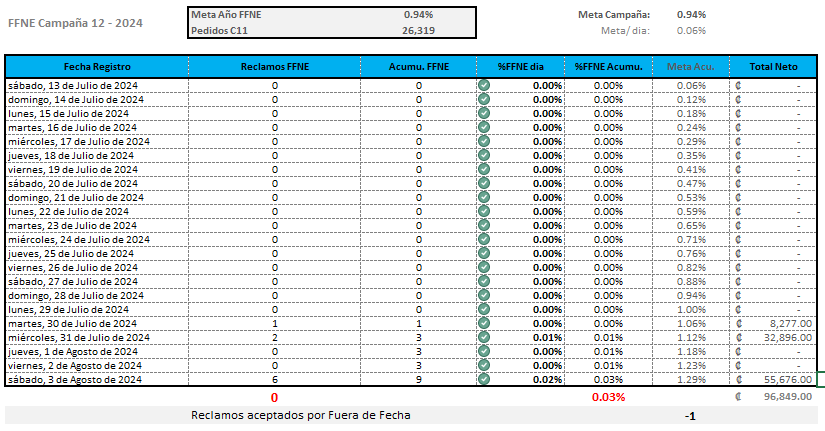 FFNE Campaña 12 - 2024
Meta Año FFNE 0.94% Meta Campaña: 0.94%
Pedidos C11 26,319 Meta/ dia: 0.06%
Fecha Registro Reclamos FFNE Acumu. FFNE %FFNE dia %FFNE Acumu. Meta Acu. Total Neto
sábado, 13 de Julio de 2024 0 0 0.00% 0.00% 0.06% ₡ -
domingo, 14 de Julio de 2024 0 0 0.00% 0.00% 0.12% ₡ -
lunes, 15 de Julio de 2024 0 0 0.00% 0.00% 0.18% ₡ -
martes, 16 de Julio de 2024 0 0 0.00% 0.00% 0.24% ₡ -
miércoles, 17 de Julio de 2024 0 0 0.00% 0.00% 0.29% ₡ -
jueves, 18 de Julio de 2024 0 0 0.00% 0.00% 0.35% ₡ -
viernes, 19 de Julio de 2024 0 0 0.00% 0.00% 0.41% ₡ -
sábado, 20 de Julio de 2024 0 0 0.00% 0.00% 0.47% ₡ -
domingo, 21 de Julio de 2024 0 0 0.00% 0.00% 0.53% ₡ -
lunes, 22 de Julio de 2024 0 0 0.00% 0.00% 0.59% ₡ -
martes, 23 de Julio de 2024 0 0 0.00% 0.00% 0.65% ₡ -
miércoles, 24 de Julio de 2024 0 0 0.00% 0.00% 0.71% ₡ -
jueves, 25 de Julio de 2024 0 0 0.00% 0.00% 0.76% ₡ -
viernes, 26 de Julio de 2024 0 0 0.00% 0.00% 0.82% ₡ -
sábado, 27 de Julio de 2024 0 0 0.00% 0.00% 0.88% ₡ -
domingo, 28 de Julio de 2024 0 0 0.00% 0.00% 0.94% ₡ -
lunes, 29 de Julio de 2024 0 0 0.00% 0.00% 1.00% ₡ -
martes, 30 de Julio de 2024 1 1 0.00% 0.00% 1.06% ₡ 8,277.00
miércoles, 31 de Julio de 2024 2 3 0.01% 0.01% 1.12% ₡ 32,896.00
jueves, 1 de Agosto de 2024 3 0.00% 0.01% 1.18% ₡ -
viernes, 2 de Agosto de 2024 3 0.00% 0.01% 1.23% ₡ -
sábado, 3 de Agosto de 2024 6 9 0.02% 0.03% 1.29% ₡ 55,676.00
0 0.03% ₡ 96,849.00
Reclamos aceptados por Fuera de Fecha -1